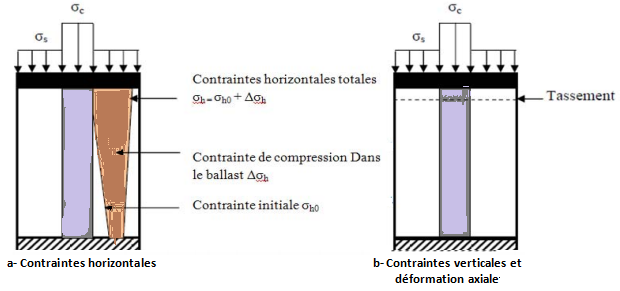 σc
σs
Contraintes horizontales totales
σh = σh0 + Δσh
Contrainte de compression Dans
le ballast Δσh
Contrainte initiale σh0
a- Contraintes horizontales
σc
σs
Tassement
b- Contraintes verticales et
déformation axiale